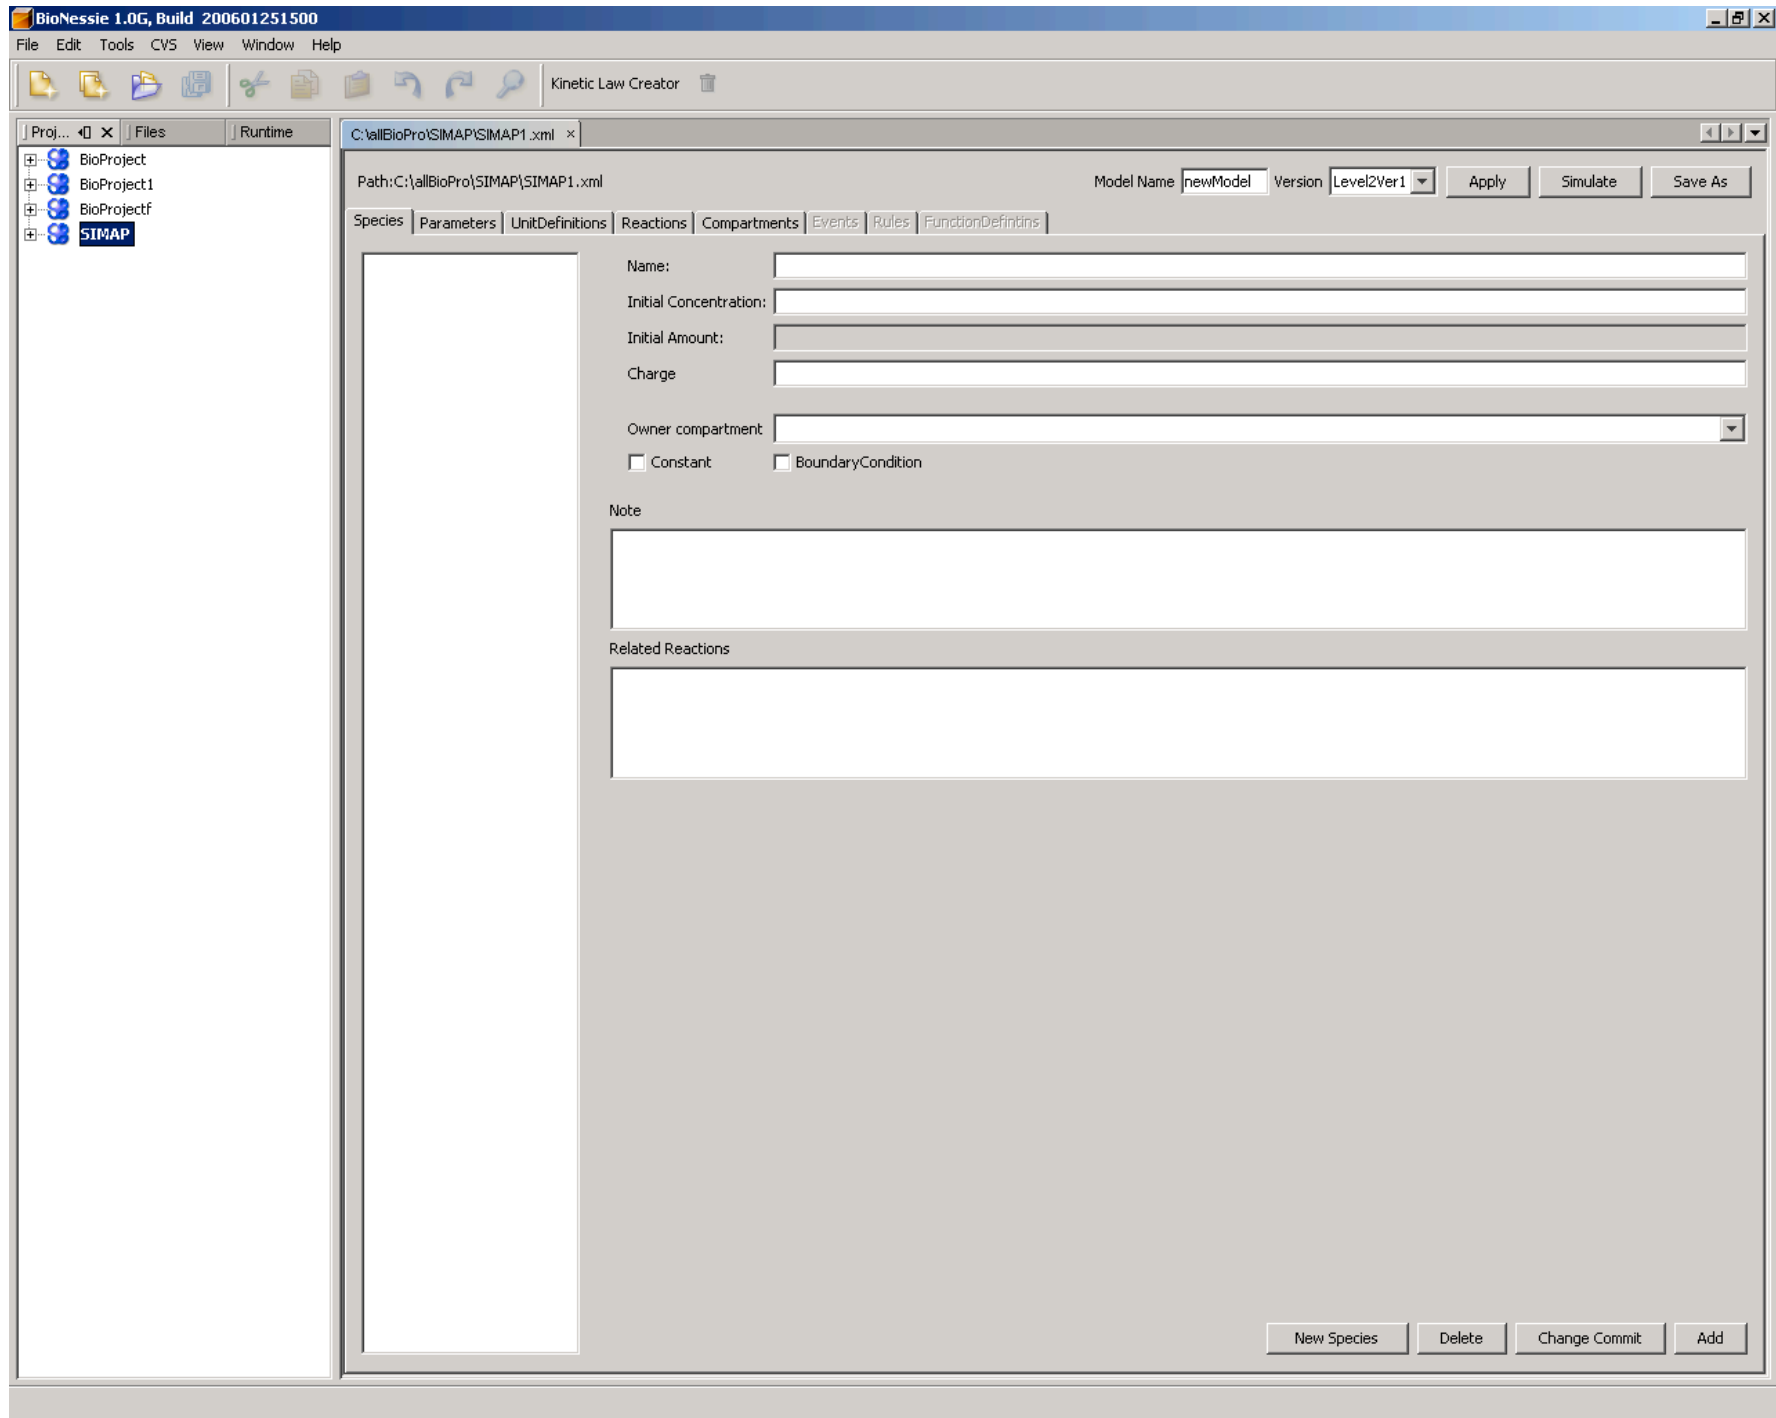 BioNessie 1.0G, Build 200601251500
File Edit Tools CVS View Window Help
Kinetic Law Creator
Proj... Files Runtime
C:\allBioPro\SIMAP\SIMAP1.xml
BioProject
BioProject1
BioProjectf
SIMAP
Path:C:\allBioPro\SIMAP\SIMAP1.xml Model Name newModel Version Level2Ver1 Apply Simulate Save As
Species Parameters UnitDefinitions Reactions Compartments Events Rules FunctionDefintins
Name:
Initial Concentration:
Initial Amount:
Charge
Owner compartment
Constant BoundaryCondition
Note
Related Reactions
New Species Delete Change Commit Add